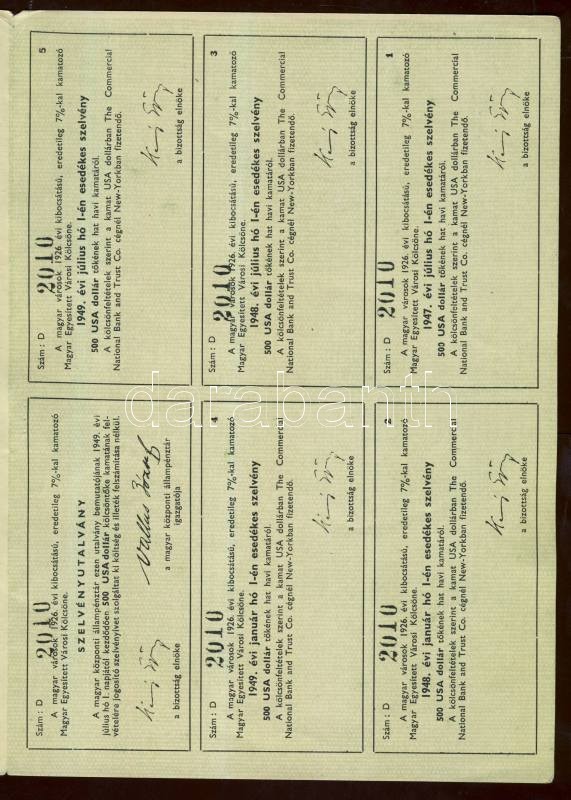 Szám : D 2010
A magyar városok 1926. évi kibocsátású, eredetileg 7%-kal kamatozó
Magyar Egyesített Városi Kölcsöne.
SZELVÉNYUTALVÁNY
A magyar központi állampénztár ezen utalvány bemutatójának 1949. évi
július hó 1. napjától kezdődően 500 USA dollár kölcsöntőke kamatának fel-
vételére jogosító szelvényívet szolgáltat ki költség és illeték felszámítása nélkül.
a bizottság elnöke
a magyar központi állampénztár
igazgatója
Szám : D 2010 5
A magyar városok 1926. évi kibocsátású, eredetileg 7%-kal kamatozó
Magyar Egyesített Városi Kölcsöne.
1949. évi július hó 1-én esedékes szelvény
500 USA dollár tőkének hat havi kamatáról.
A kölcsönfeltételek szerint a kamat USA dollárban The Commercial
National Bank and Trust Co. cégnél New-Yorkban fizetendő.
a bizottság elnöke
Szám : D 2010 4
A magyar városok 1926. évi kibocsátású, eredetileg 7%-kal kamatozó
Magyar Egyesített Városi Kölcsöne.
1949. évi január hó 1-én esedékes szelvény
500 USA dollár tőkének hat havi kamatáról.
A kölcsönfeltételek szerint a kamat USA dollárban The Commercial
National Bank and Trust Co. cégnél New-Yorkban fizetendő.
a bizottság elnöke
Szám : D 2010 3
A magyar városok 1926. évi kibocsátású, eredetileg 7%-kal kamatozó
Magyar Egyesített Városi Kölcsöne.
1948. évi július hó 1-én esedékes szelvény
500 USA dollár tőkének hat havi kamatáról.
A kölcsönfeltételek szerint a kamat USA dollárban The Commercial
National Bank and Trust Co. cégnél New-Yorkban fizetendő.
a bizottság elnöke
Szám : D 2010 2
A magyar városok 1926. évi kibocsátású, eredetileg 7%-kal kamatozó
Magyar Egyesített Városi Kölcsöne.
1948. évi január hó 1-én esedékes szelvény
500 USA dollár tőkének hat havi kamatáról.
A kölcsönfeltételek szerint a kamat USA dollárban The Commercial
National Bank and Trust Co. cégnél New-Yorkban fizetendő.
a bizottság elnöke
Szám : D 2010 1
A magyar városok 1926. évi kibocsátású, eredetileg 7%-kal kamatozó
Magyar Egyesített Városi Kölcsöne.
1947. évi július hó 1-én esedékes szelvény
500 USA dollár tőkének hat havi kamatáról.
A kölcsönfeltételek szerint a kamat USA dollárban The Commercial
National Bank and Trust Co. cégnél New-Yorkban fizetendő.
a bizottság elnöke
darabanth